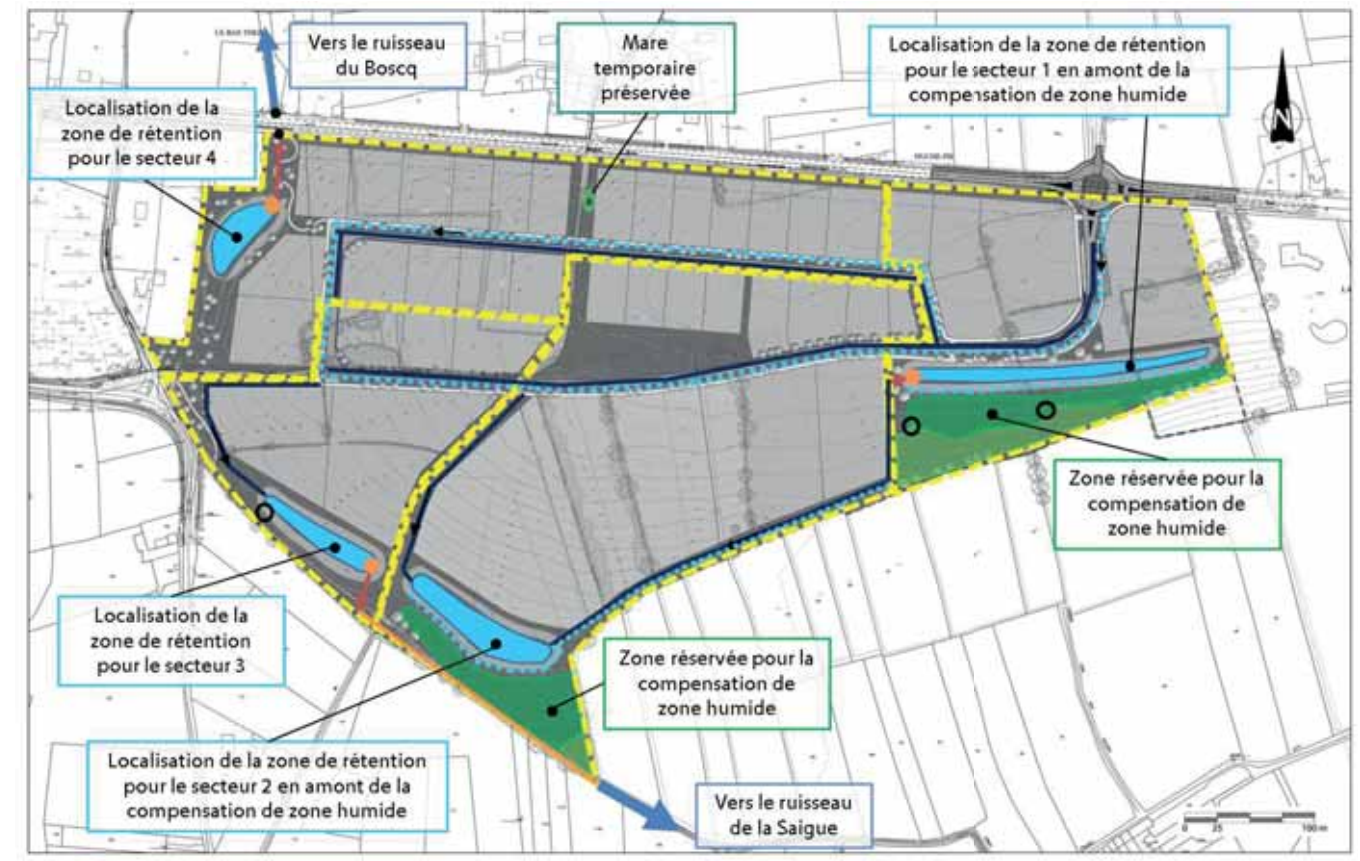 Vers le ruisseau
du Boscq
Mare
temporaire
préservée
Localisation de la zone de rétention
pour le secteur 1 en amont de la
compensation de zone humide
Localisation de la
zone de rétention
pour le secteur 4
N
Zone réservée pour la
compensation de
zone humide
Localisation de la
zone de rétention
pour le secteur 3
Zone réservée pour la
compensation de
zone humide
Localisation de la zone de rétention
pour le secteur 2 en amont de la
compensation de zone humide
Vers le ruisseau
de la Saigue
0 25 100 m